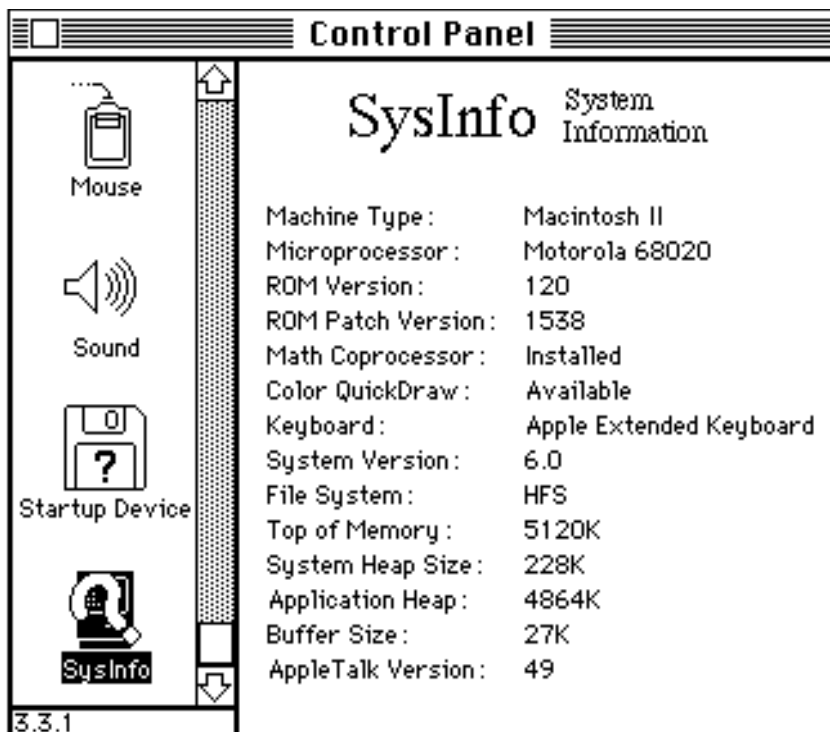 Control Panel
Mouse
Sound
0
?
Startup Device
SysInfo
3.3.1
SysInfo System
Information
Machine Type: Macintosh II
Microprocessor: Motorola 68020
ROM Version: 120
ROM Patch Version: 1538
Math Coprocessor: Installed
Color QuickDraw: Available
Keyboard: Apple Extended Keyboard
System Version: 6.0
File System: HFS
Top of Memory: 5120K
System Heap Size: 228K
Application Heap: 4864K
Buffer Size: 27K
AppleTalk Version: 49